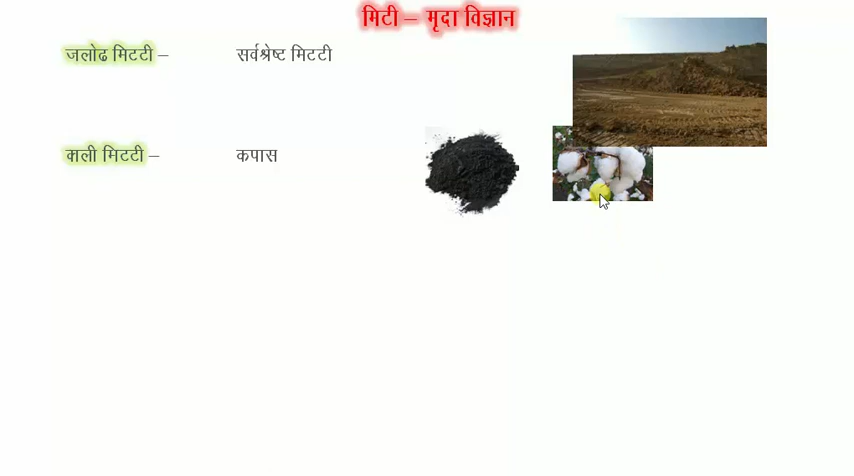 मिटी – मृदा विज्ञान
जलोढ मिटटी – सर्वश्रेष्ट मिटटी
काली मिटटी – कपास